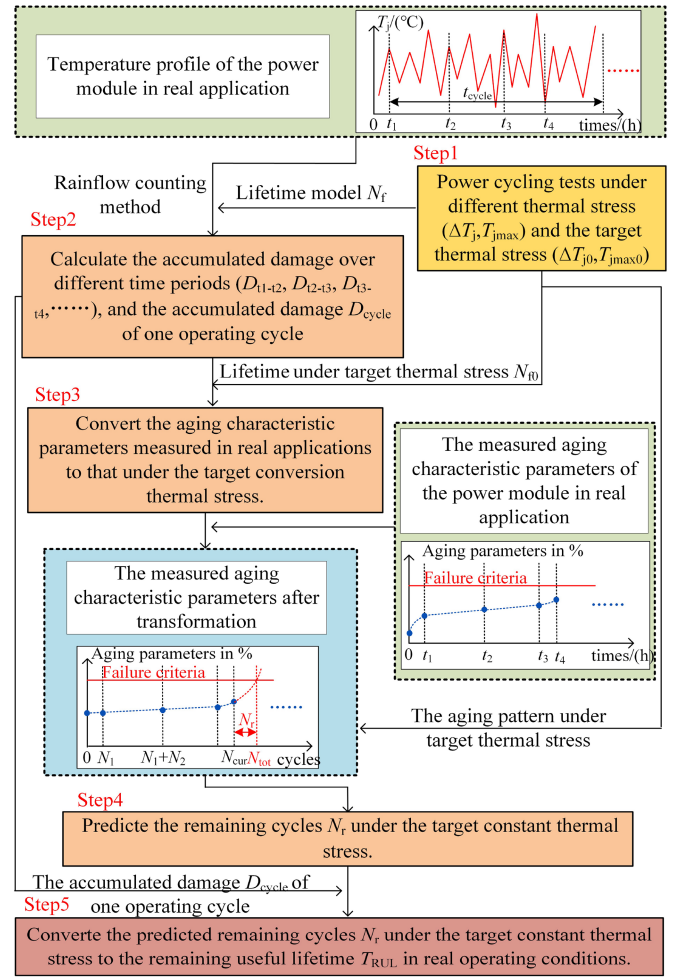 Temperature profile of the power
module in real application
Tj/(℃)
tcycle
0 t1 t2 t3 t4 times/(h)
······
Step1
Rainflow counting
method
Lifetime model Nf
Power cycling tests under
different thermal stress
(ΔTj,Tjmax) and the target
thermal stress (ΔTj0,Tjmax0)
Step2
Calculate the accumulated damage over
different time periods (Dt1-t2, Dt2-t3, Dt3-
t4,······), and the accumulated damage Dcycle
of one operating cycle
Lifetime under target thermal stress Nf0
Step3
Convert the aging characteristic
parameters measured in real applications
to that under the target conversion
thermal stress.
The measured aging
characteristic parameters of
the power module in real
application
Aging parameters in %
Failure criteria
······
0 t1 t2 t3 t4 times/(h)
The measured aging
characteristic parameters after
transformation
Aging parameters in %
Failure criteria
Nr
······
0 N1 N1+N2 NcurNtot cycles
The aging pattern under
target thermal stress
Step4
Predicte the remaining cycles Nr under the target constant thermal
stress.
The accumulated damage Dcycle of
one operating cycle
Step5
Converte the predicted remaining cycles Nr under the target constant thermal
stress to the remaining useful lifetime TRUL in real operating conditions.